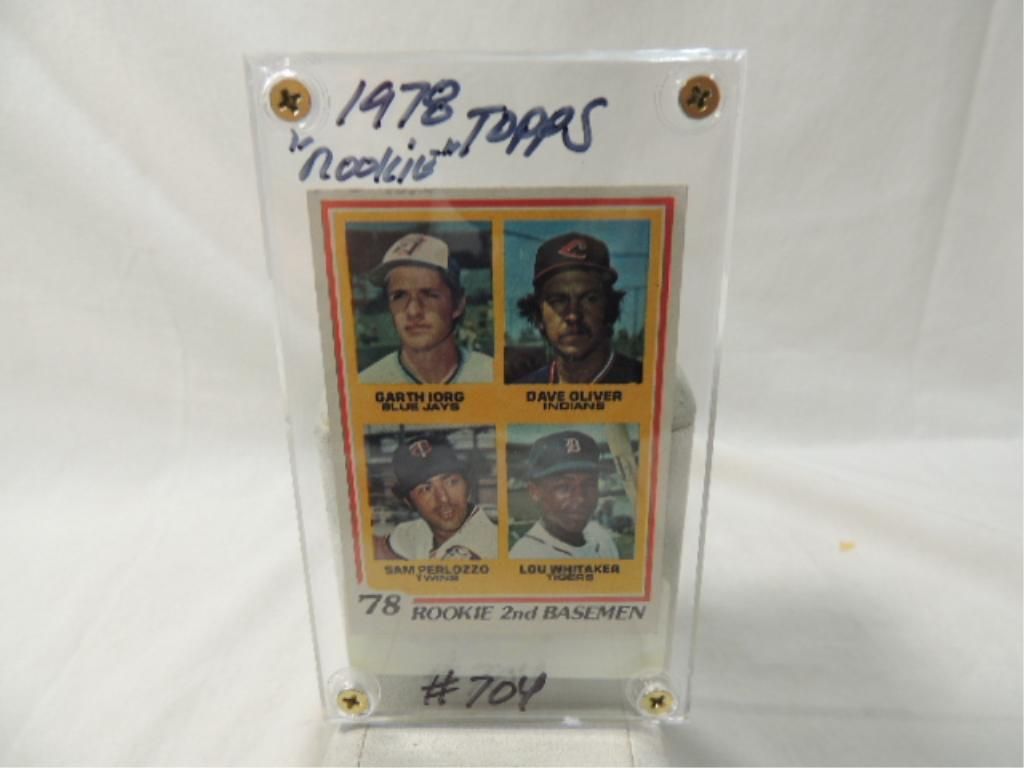 1978 TOPPS
"ROOKIE"
GARTH IORG
BLUE JAYS
DAVE OLIVER
INDIANS
SAM PERLOZZO
TWINS
LOU WHITAKER
TIGERS
'78 ROOKIE 2nd BASEMEN
#704